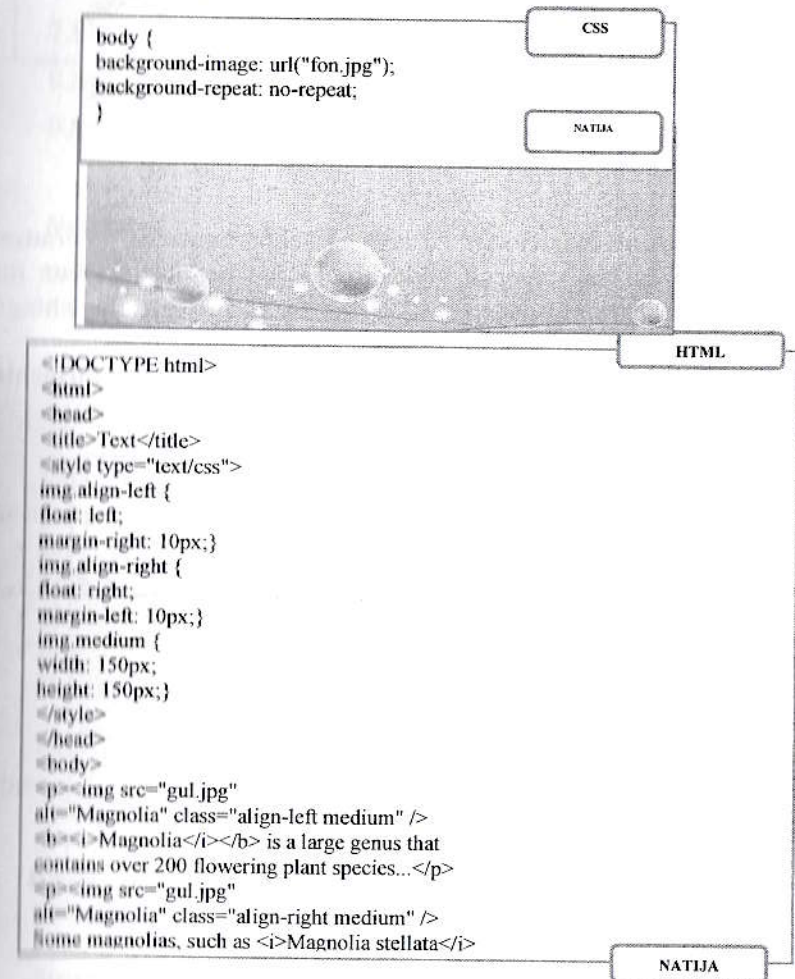 CSS
body {
background-image: url("fon.jpg");
background-repeat: no-repeat;
}
NATIJA
HTML
<!DOCTYPE html>
<html>
<head>
<title>Text</title>
<style type="text/css">
img.align-left {
float: left;
margin-right: 10px;}
img.align-right {
float: right;
margin-left: 10px;}
img.medium {
width: 150px;
height: 150px;}
</style>
</head>
<body>
<p><img src="gul.jpg"
alt="Magnolia" class="align-left medium" />
<b><i>Magnolia</i></b> is a large genus that
contains over 200 flowering plant species...</p>
<p><img src="gul.jpg"
alt="Magnolia" class="align-right medium" />
Some magnolias, such as <i>Magnolia stellata</i>
NATIJA